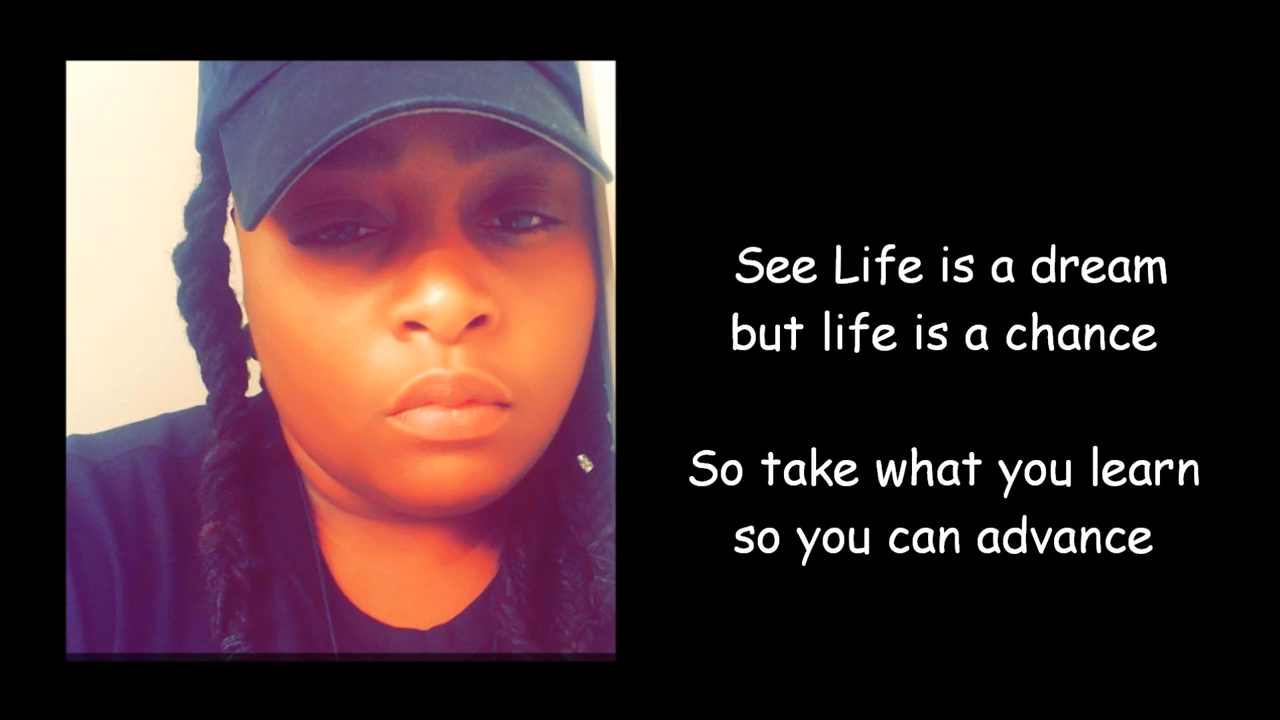 See Life is a dream
but life is a chance
So take what you learn
so you can advance